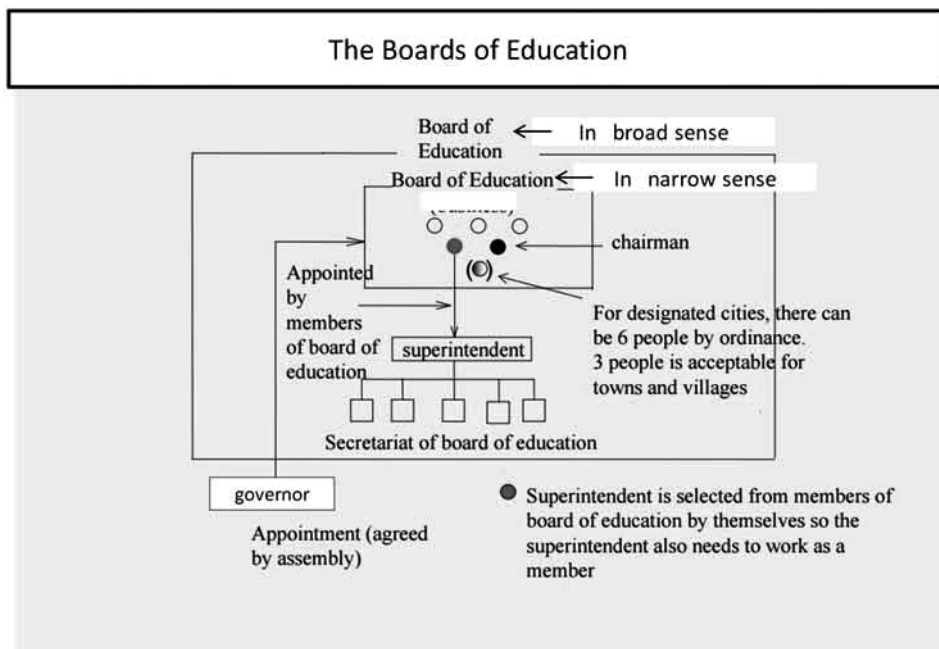 The Boards of Education
Board of
Education
In broad sense
Board of Education
In narrow sense
chairman
Appointed
by
members
of board of
education
For designated cities, there can
be 6 people by ordinance.
3 people is acceptable for
towns and villages
superintendent
Secretariat of board of education
governor
Appointment (agreed
by assembly)
Superintendent is selected from members of
board of education by themselves so the
superintendent also needs to work as a
member